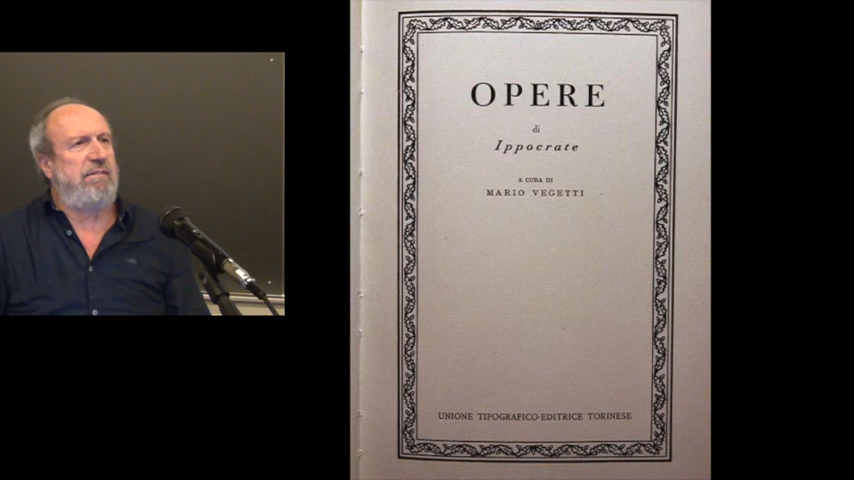 OPERE
di
Ippocrate
A CURA DI
MARIO VEGETTI
UNIONE TIPOGRAFICO-EDITRICE TORINESE